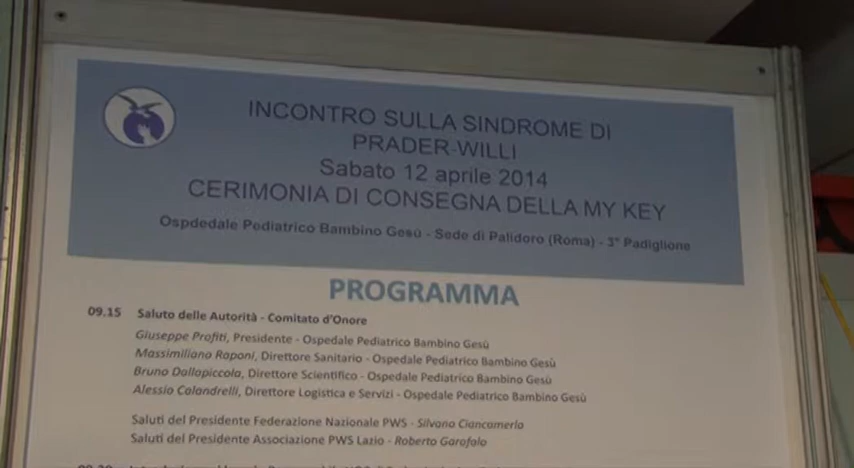 INCONTRO SULLA SINDROME DI
PRADER-WILLI
Sabato 12 aprile 2014
CERIMONIA DI CONSEGNA DELLA MY KEY
Ospdedale Pediatrico Bambino Gesù - Sede di Palidoro (Roma) - 3° Padiglione
PROGRAMMA
09.15 Saluto delle Autorità - Comitato d'Onore
Giuseppe Profiti, Presidente - Ospedale Pediatrico Bambino Gesù
Massimiliano Raponi, Direttore Sanitario - Ospedale Pediatrico Bambino Gesù
Bruno Dallapiccola, Direttore Scientifico - Ospedale Pediatrico Bambino Gesù
Alessio Calandrelli, Direttore Logistica e Servizi - Ospedale Pediatrico Bambino Gesù
Saluti del Presidente Federazione Nazionale PWS - Silvano Ciancamerla
Saluti del Presidente Associazione PWS Lazio - Roberto Garofalo